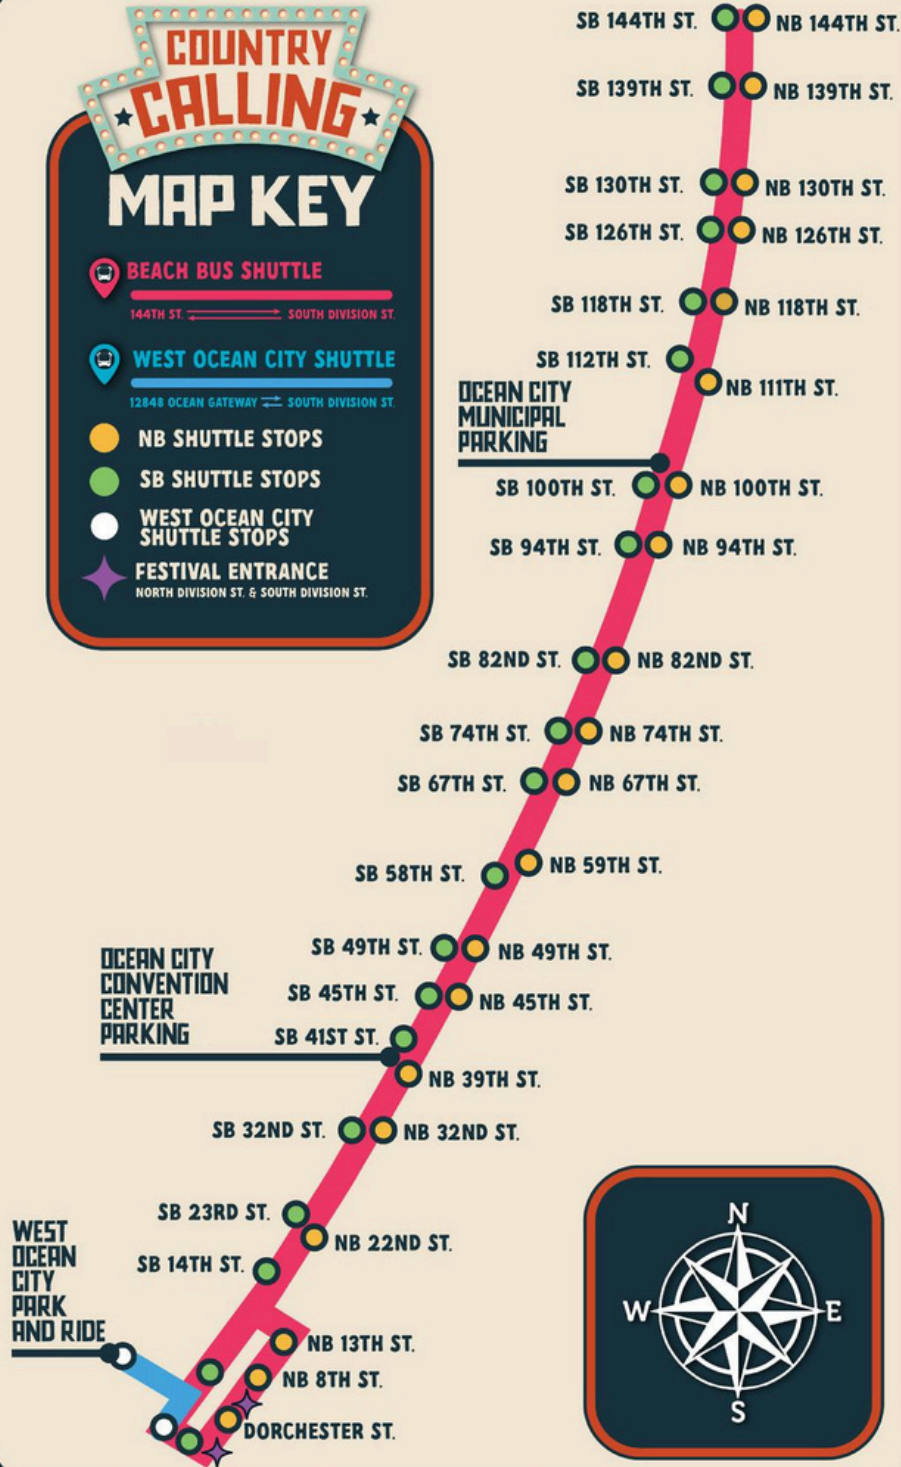 COUNTRY
CALLING
MAP KEY
BEACH BUS SHUTTLE
144TH ST. SOUTH DIVISION ST.
WEST OCEAN CITY SHUTTLE
12848 OCEAN GATEWAY SOUTH DIVISION ST.
NB SHUTTLE STOPS
SB SHUTTLE STOPS
WEST OCEAN CITY
SHUTTLE STOPS
FESTIVAL ENTRANCE
NORTH DIVISION ST. & SOUTH DIVISION ST.
SB 144TH ST. NB 144TH ST.
SB 139TH ST. NB 139TH ST.
SB 130TH ST. NB 130TH ST.
SB 126TH ST. NB 126TH ST.
SB 118TH ST. NB 118TH ST.
SB 112TH ST.
NB 111TH ST.
OCEAN CITY
MUNICIPAL
PARKING
SB 100TH ST. NB 100TH ST.
SB 94TH ST. NB 94TH ST.
SB 82ND ST. NB 82ND ST.
SB 74TH ST. NB 74TH ST.
SB 67TH ST. NB 67TH ST.
SB 58TH ST. NB 59TH ST.
SB 49TH ST. NB 49TH ST.
SB 45TH ST. NB 45TH ST.
OCEAN CITY
CONVENTION
CENTER
PARKING
SB 41ST ST.
NB 39TH ST.
SB 32ND ST. NB 32ND ST.
SB 23RD ST.
NB 22ND ST.
SB 14TH ST.
WEST
OCEAN
CITY
PARK
AND RIDE
NB 13TH ST.
NB 8TH ST.
DORCHESTER ST.
N
W E
S